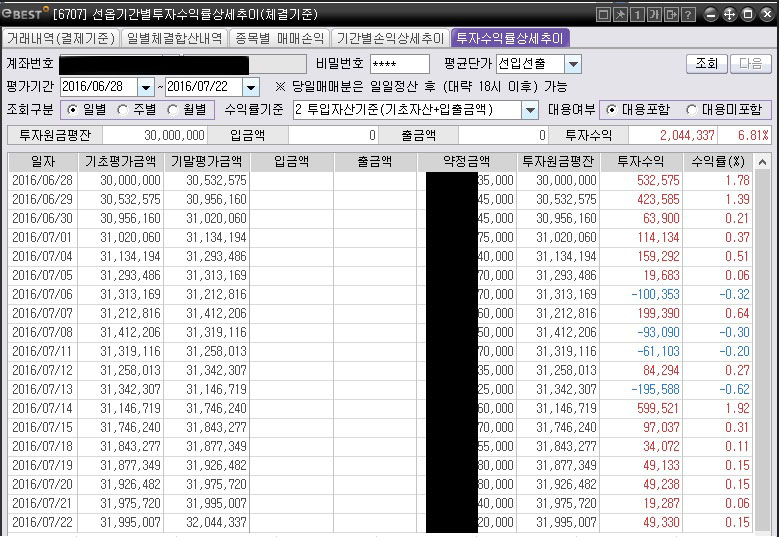 eBEST [6707] 선옵기간별투자수익률상세추이(체결기준) 1 가 ?
거래내역(결제기준) 일별체결합산내역 종목별 매매손익 기간별손익상세추이 투자수익률상세추이
계좌번호 비밀번호 **** 평균단가 선입선출 조회 다음
평가기간 2016/06/28 ~ 2016/07/22 ※ 당일매매분은 일일정산 후 (대략 18시 이후) 가능
조회구분 일별 주별 월별 수익률기준 2 투입자산기준(기초자산+입출금액) 대용여부 대용포함 대용미포함
투자원금평잔 30,000,000 입금액 0 출금액 0 투자수익 2,044,337 6.81%
일자 기초평가금액 기말평가금액 입금액 출금액 약정금액 투자원금평잔 투자수익 수익률(%)
2016/06/28 30,000,000 30,532,575 35,000 30,000,000 532,575 1.78
2016/06/29 30,532,575 30,956,160 45,000 30,532,575 423,585 1.39
2016/06/30 30,956,160 31,020,060 45,000 30,956,160 63,900 0.21
2016/07/01 31,020,060 31,134,194 75,000 31,020,060 114,134 0.37
2016/07/04 31,134,194 31,293,486 40,000 31,134,194 159,292 0.51
2016/07/05 31,293,486 31,313,169 70,000 31,293,486 19,683 0.06
2016/07/06 31,313,169 31,212,816 70,000 31,313,169 -100,353 -0.32
2016/07/07 31,212,816 31,412,206 60,000 31,212,816 199,390 0.64
2016/07/08 31,412,206 31,319,116 50,000 31,412,206 -93,090 -0.30
2016/07/11 31,319,116 31,258,013 70,000 31,319,116 -61,103 -0.20
2016/07/12 31,258,013 31,342,307 35,000 31,258,013 84,294 0.27
2016/07/13 31,342,307 31,146,719 25,000 31,342,307 -195,588 -0.62
2016/07/14 31,146,719 31,746,240 60,000 31,146,719 599,521 1.92
2016/07/15 31,746,240 31,843,277 70,000 31,746,240 97,037 0.31
2016/07/18 31,843,277 31,877,349 55,000 31,843,277 34,072 0.11
2016/07/19 31,877,349 31,926,482 80,000 31,877,349 49,133 0.15
2016/07/20 31,926,482 31,975,720 80,000 31,926,482 49,238 0.15
2016/07/21 31,975,720 31,995,007 40,000 31,975,720 19,287 0.06
2016/07/22 31,995,007 32,044,337 20,000 31,995,007 49,330 0.15